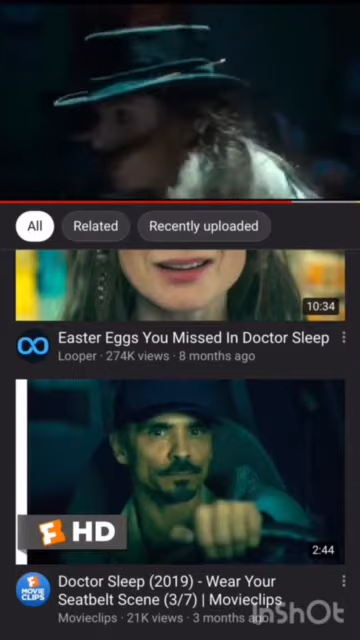 All
Related
Recently uploaded
10:34
Easter Eggs You Missed In Doctor Sleep
Looper · 274K views · 8 months ago
F HD
2:44
MOVIE
CLIPS
Doctor Sleep (2019) - Wear Your
Seatbelt Scene (3/7) | Movieclips
Movieclips · 21K views · 3 months ago
InShOt